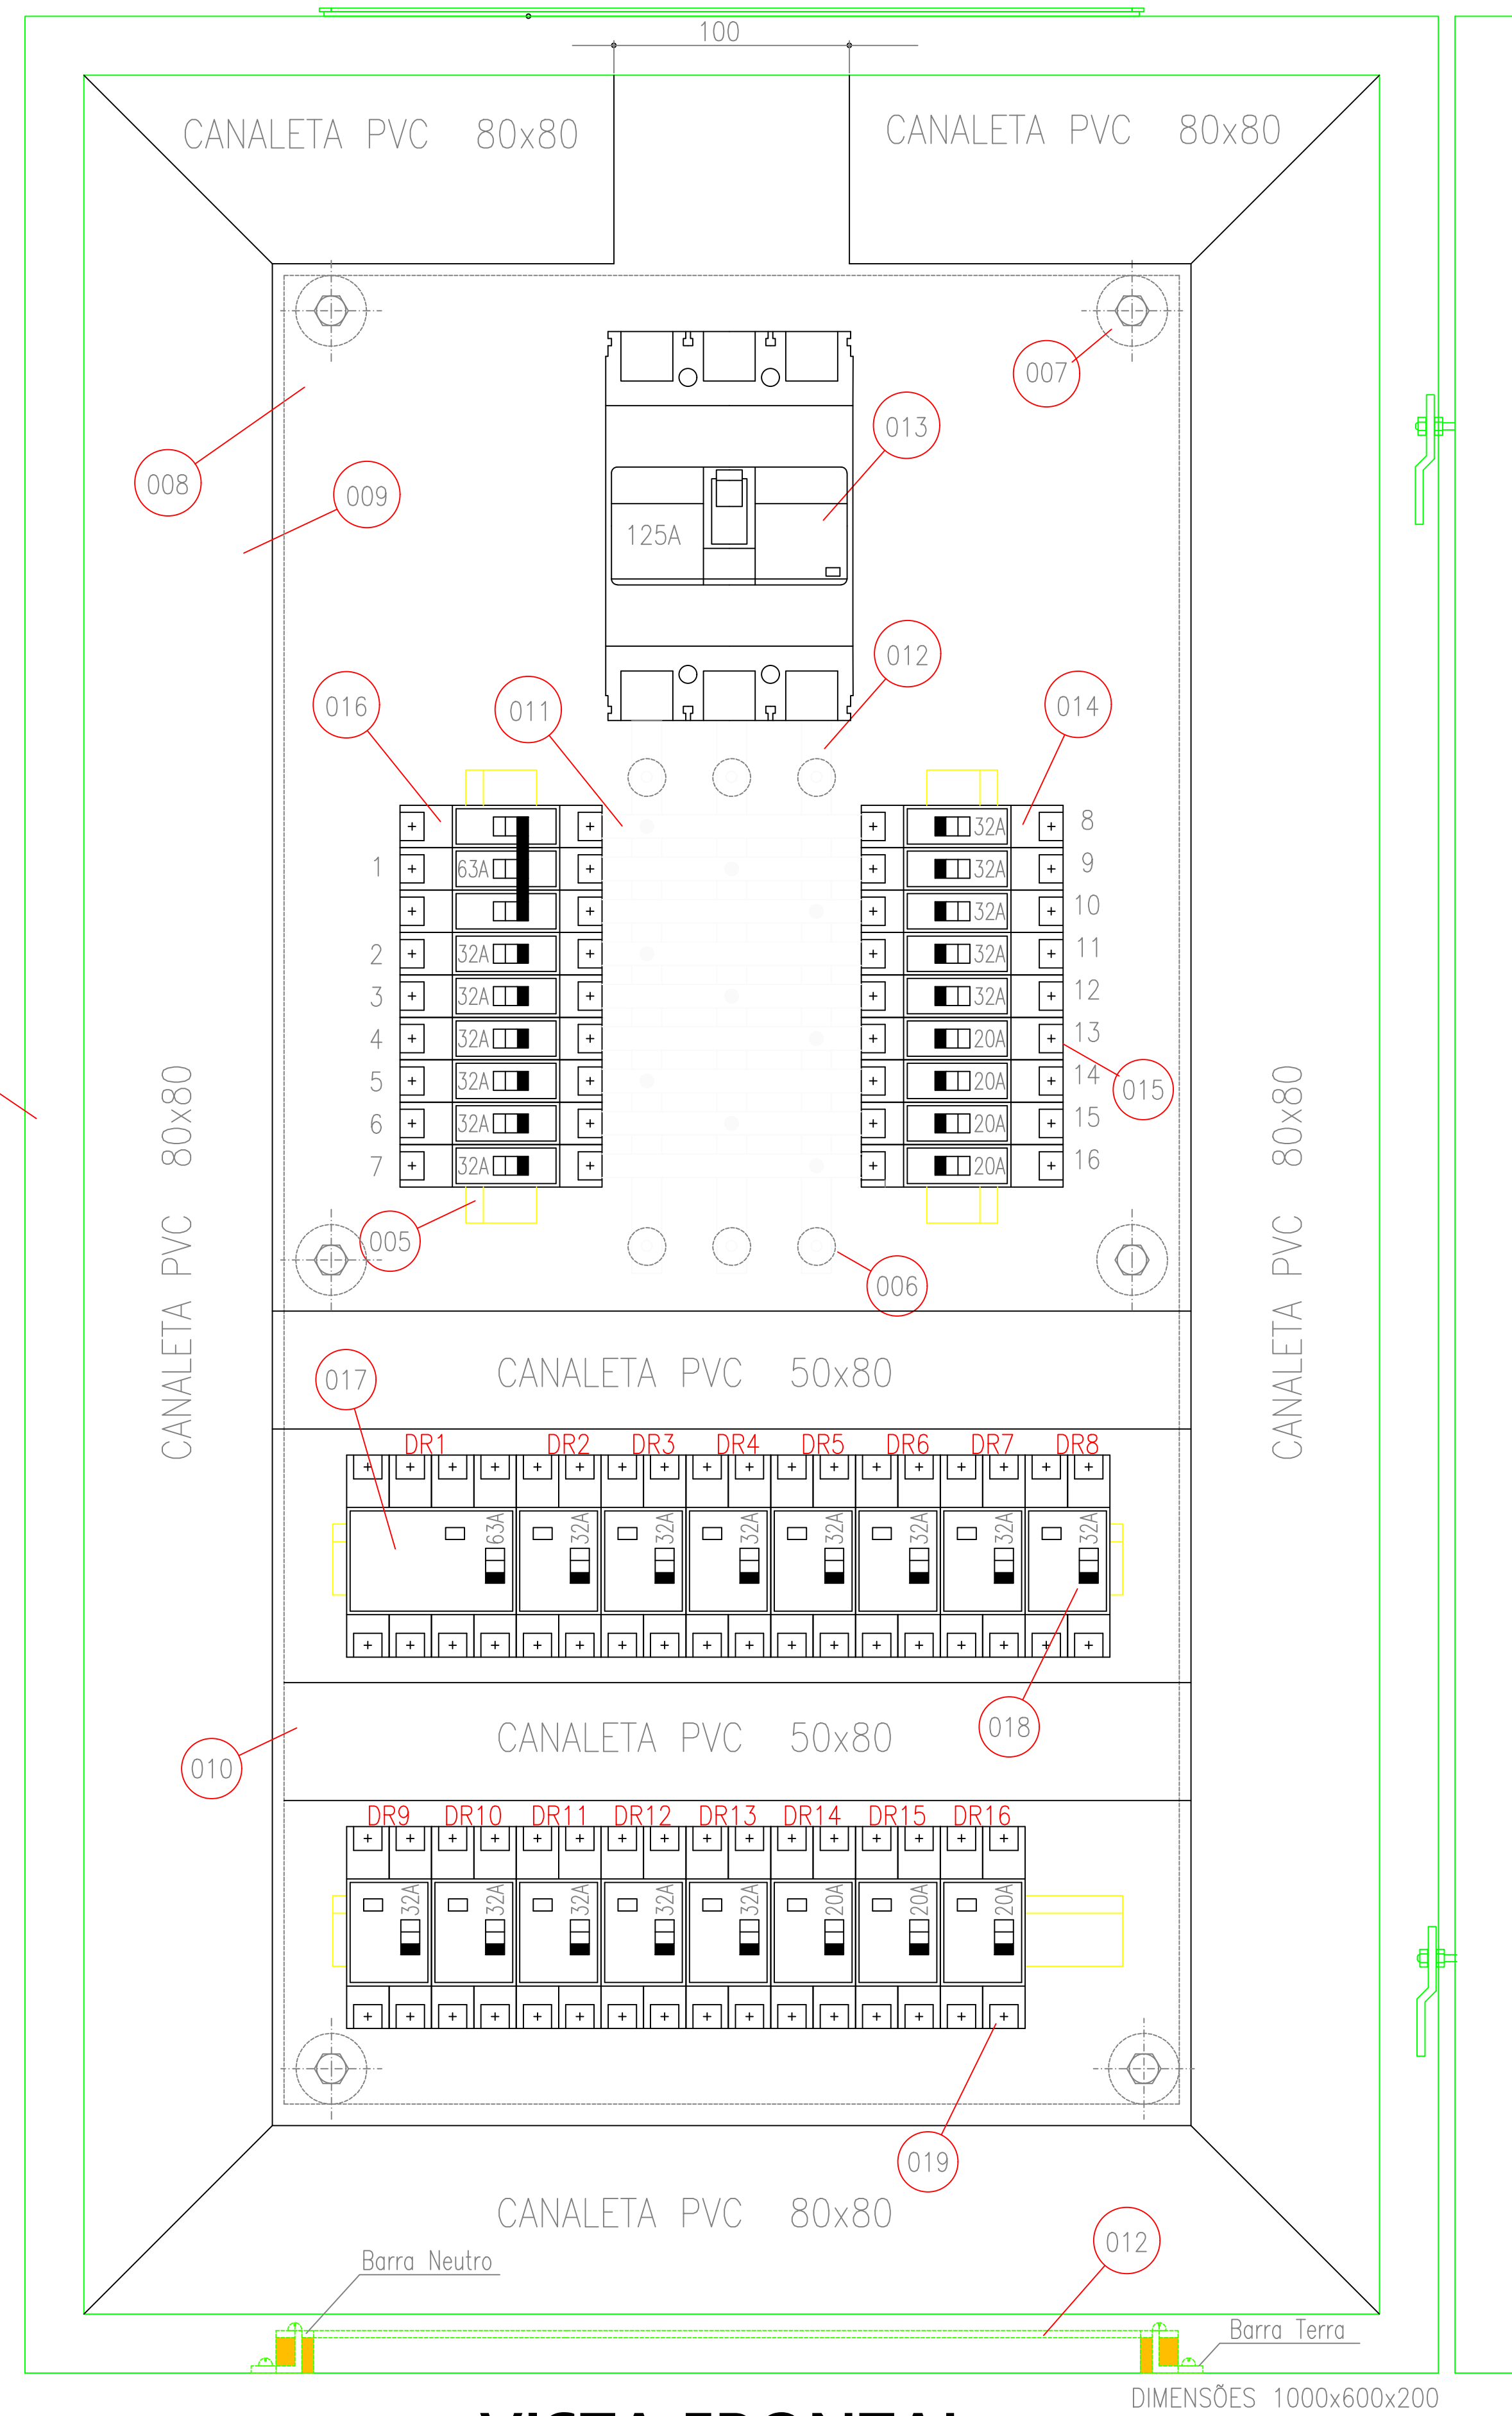 100
CANALETA PVC 80x80
CANALETA PVC 80x80
007
013
008
009
125A
012
016
011
014
32A 8
1 63A
32A 9
32A 10
2 32A
32A 11
3 32A
32A 12
4 32A
20A 13
5 32A
20A 14
015
6 32A
20A 15
7 32A
20A 16
005
006
CANALETA PVC 80x80
CANALETA PVC 80x80
CANALETA PVC 50x80
017
DR1 DR2 DR3 DR4 DR5 DR6 DR7 DR8
63A 32A 32A 32A 32A 32A 32A 32A
CANALETA PVC 50x80
018
010
DR9 DR10 DR11 DR12 DR13 DR14 DR15 DR16
32A 32A 32A 32A 32A 20A 20A 20A
019
CANALETA PVC 80x80
012
Barra Neutro
Barra Terra
DIMENSÕES 1000x600x200
VISTA FRONTAL